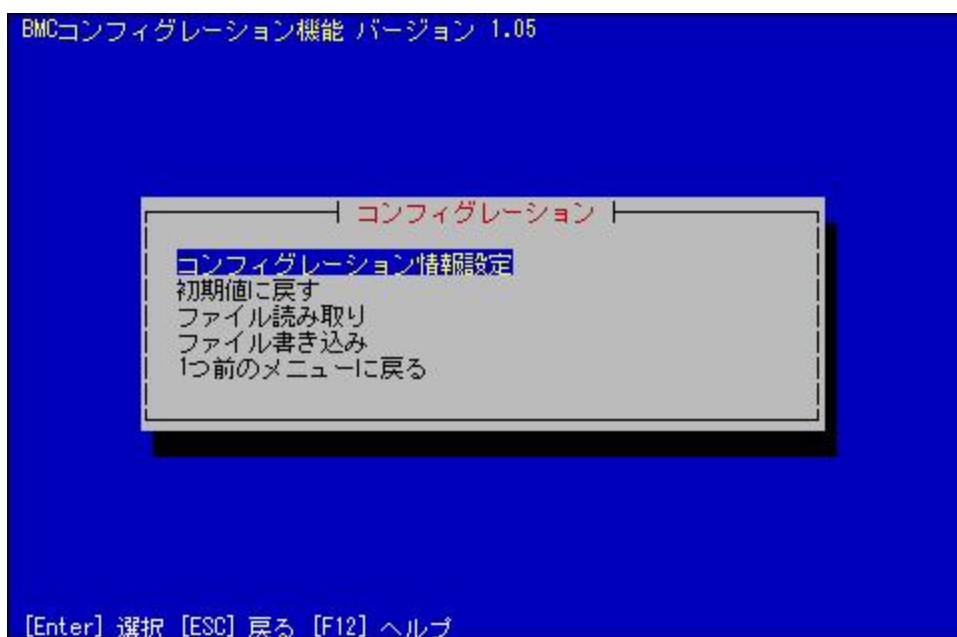 BMCコンフィグレーション機能 バージョン 1.05
コンフィグレーション
コンフィグレーション情報設定
初期値に戻す
ファイル読み取り
ファイル書き込み
1つ前のメニューに戻る
[Enter] 選択 [ESC] 戻る [F12] ヘルプ